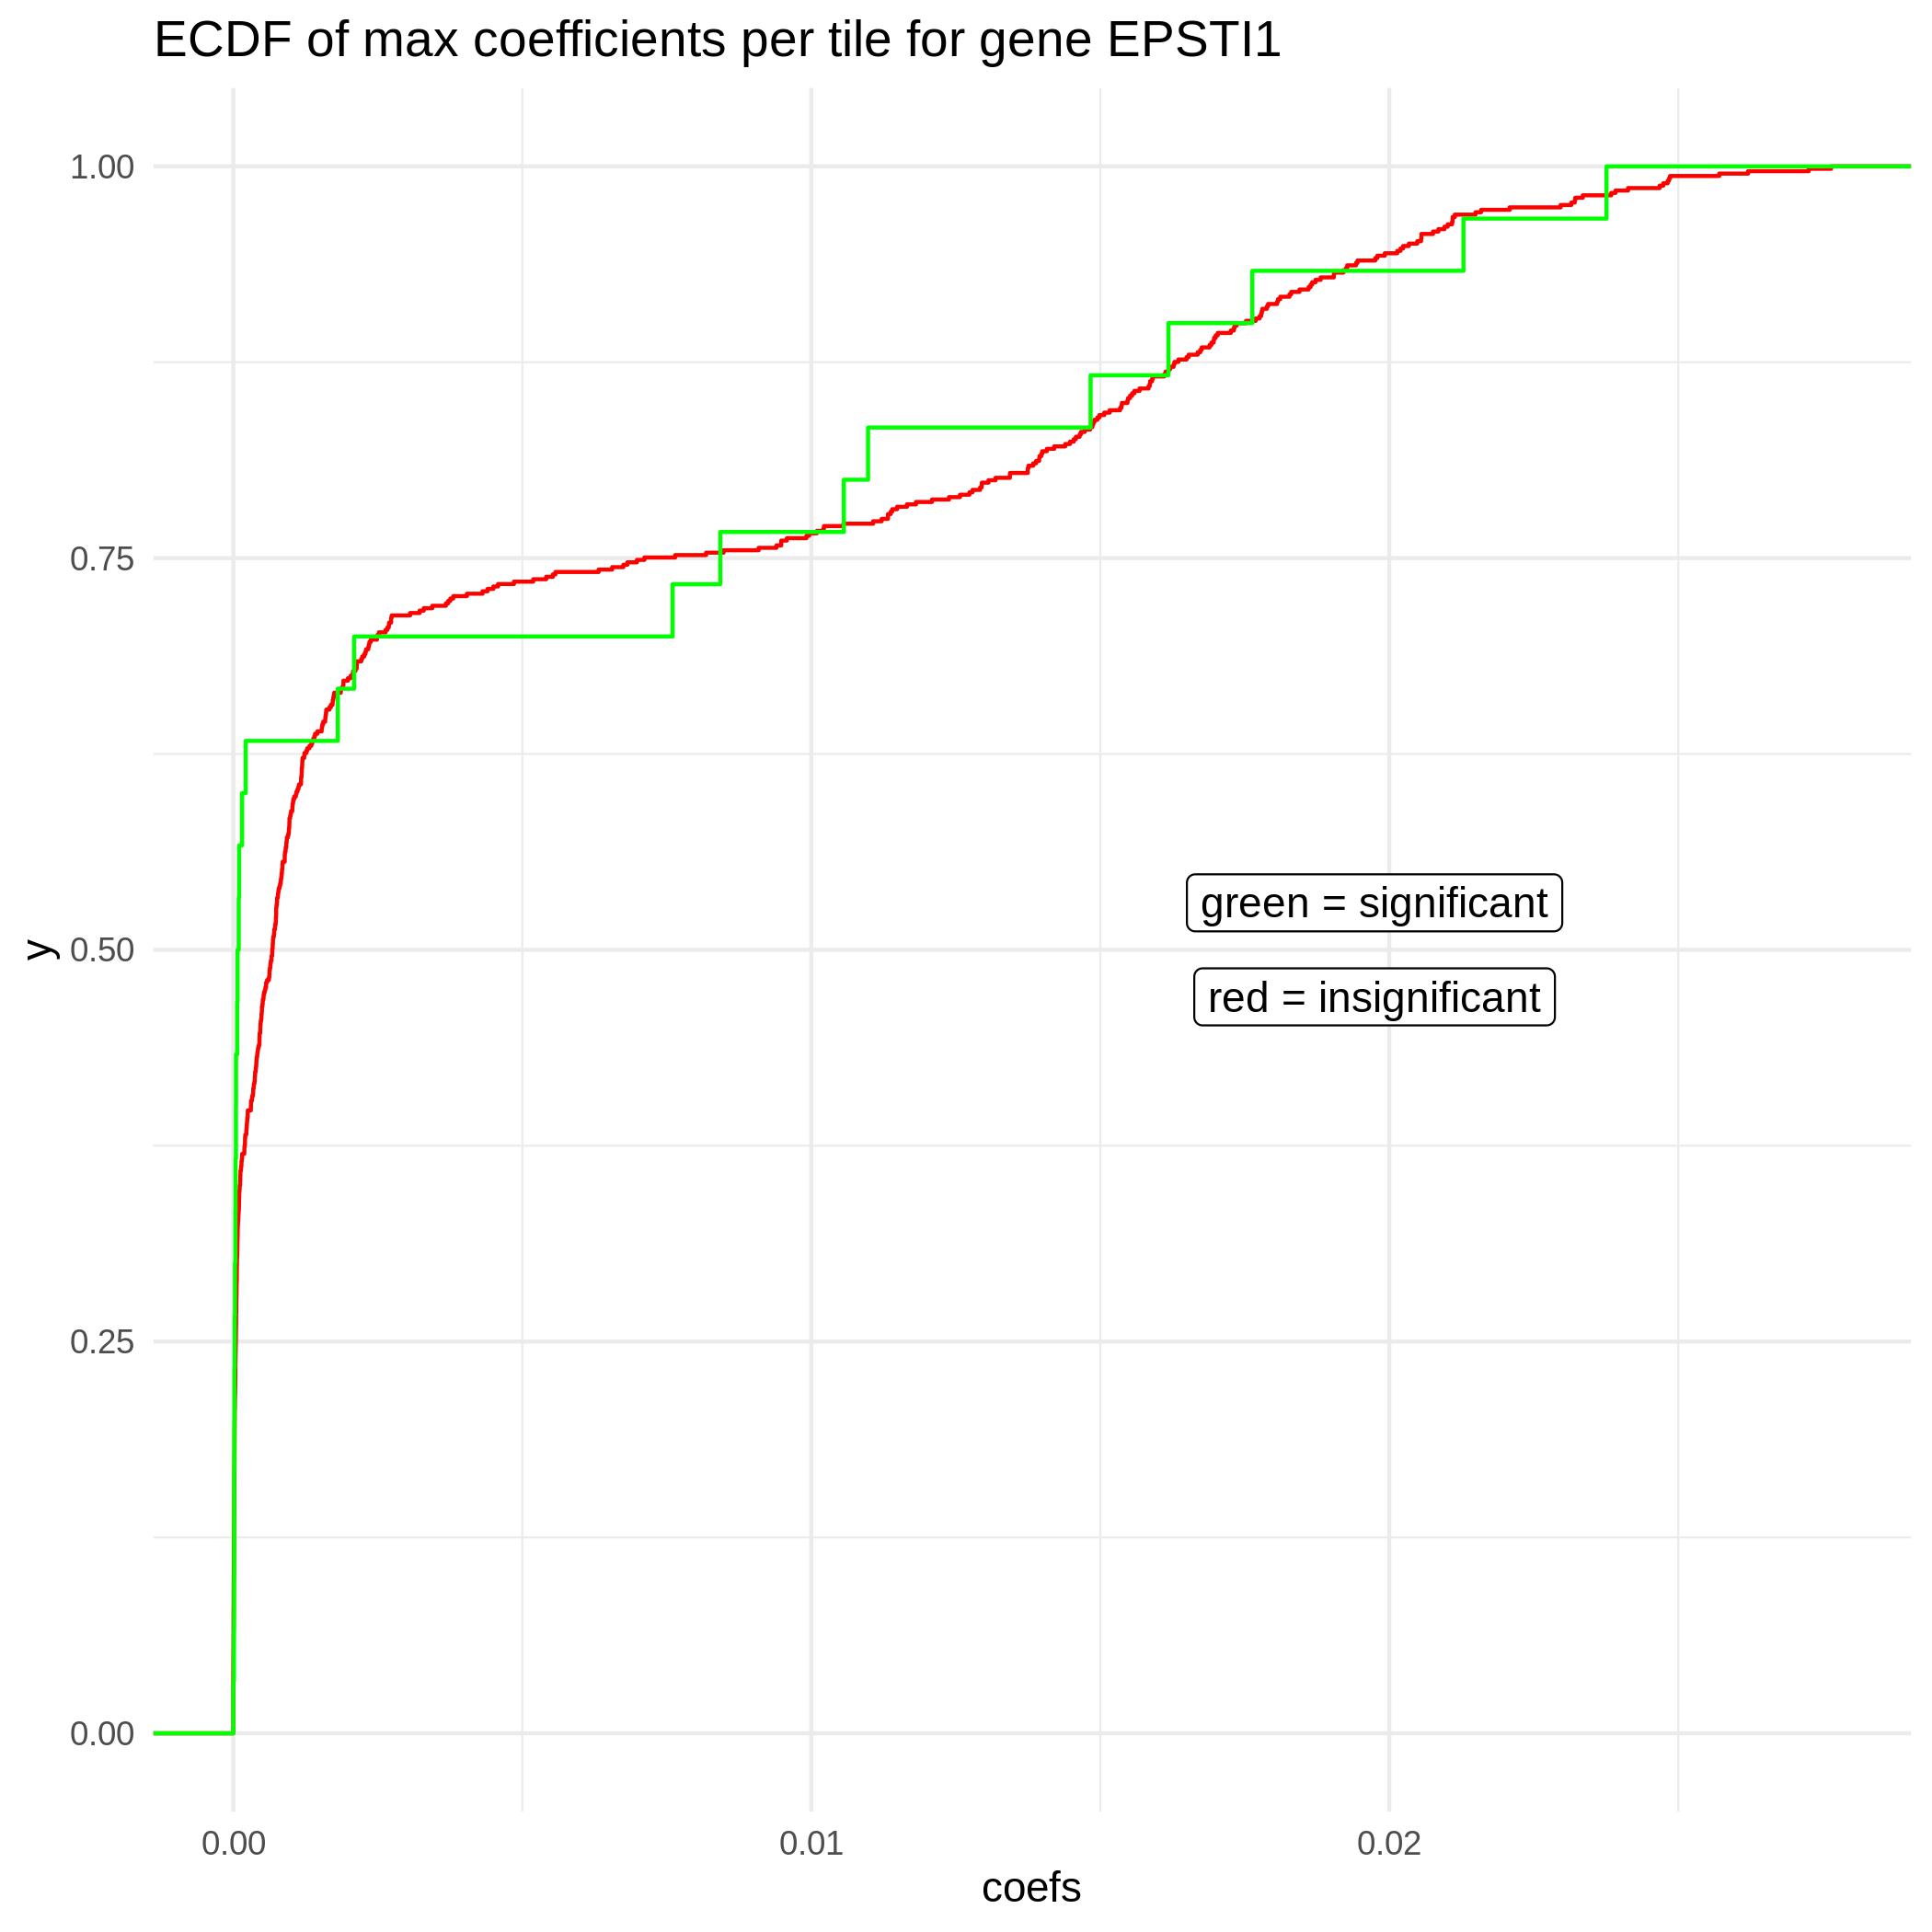 ECDF of max coefficients per tile for gene EPSTI1
1.00
0.75
0.50
0.25
0.00
y
green = significant
red = insignificant
0.00
0.01
0.02
coefs